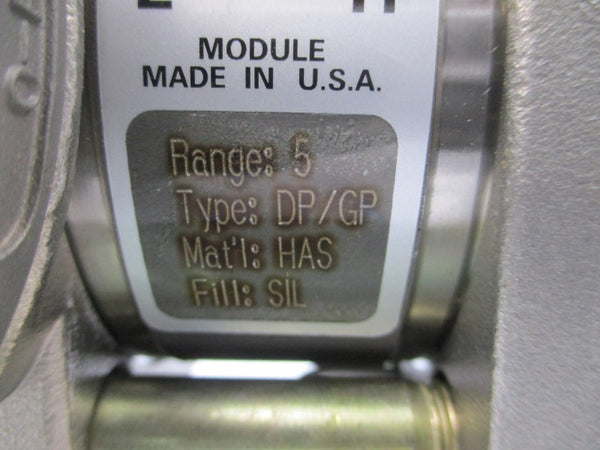 MODULE
MADE IN U.S.A.
Range: 5
Type: DP/GP
Mat'l: HAS
Fill: SIL